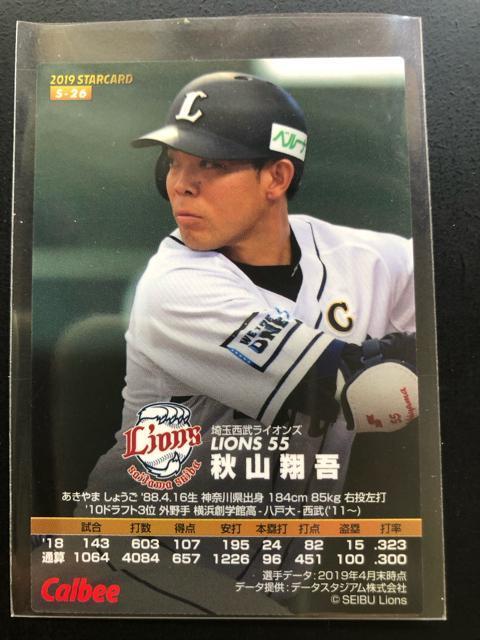 2019 STARCARD
S-26
L
ベルーナ
WE ARE ONE
C
55
Lions
Saitama Seibu
埼玉西武ライオンズ
LIONS 55
秋山翔吾
あきやま しょうご '88.4.16生 神奈川県出身 184cm 85kg 右投左打
'10ドラフト3位 外野手 横浜創学館高-八戸大-西武('11〜)
試合 打数 得点 安打 本塁打 打点 盗塁 打率
'18 143 603 107 195 24 82 15 .323
通算 1064 4084 657 1226 96 451 100 .300
選手データ:2019年4月末時点
Calbee
データ提供:データスタジアム株式会社
© SEIBU Lions